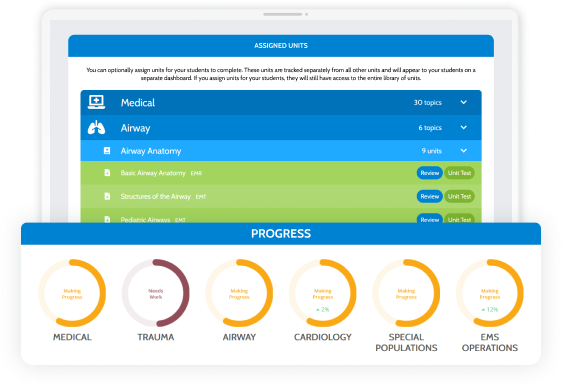 ASSIGNED UNITS
You can optionally assign units for your students to complete. These units are tracked separately from all other units and will appear to your students on a
separate dashboard. If you assign units for your students, they will still have access to the entire library of units.
Medical 30 topics
Airway 6 topics
Airway Anatomy 9 units
Basic Airway Anatomy EMR Review Unit Test
Structures of the Airway EMT Review Unit Test
Pediatric Airways EMT Review Unit Test
PROGRESS
Making
Progress
MEDICAL
Needs
Work
TRAUMA
Making
Progress
AIRWAY
Making
Progress
+ 2%
CARDIOLOGY
Making
Progress
SPECIAL
POPULATIONS
Making
Progress
+ 12%
EMS
OPERATIONS